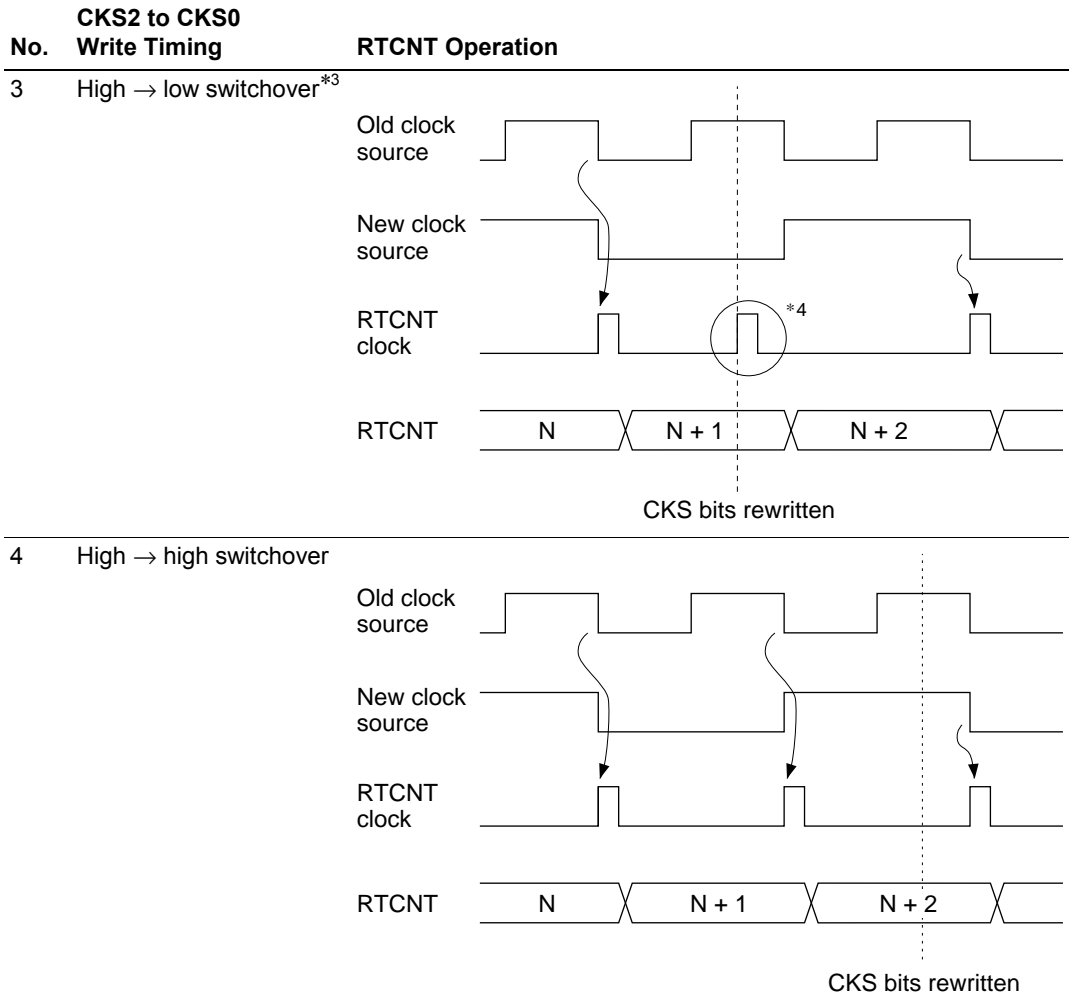 CKS2 to CKS0
No. Write Timing RTCNT Operation
3 High → low switchover*3
Old clock
source
New clock
source
RTCNT
clock
*4
RTCNT N N + 1 N + 2
CKS bits rewritten
4 High → high switchover
Old clock
source
New clock
source
RTCNT
clock
RTCNT N N + 1 N + 2
CKS bits rewritten